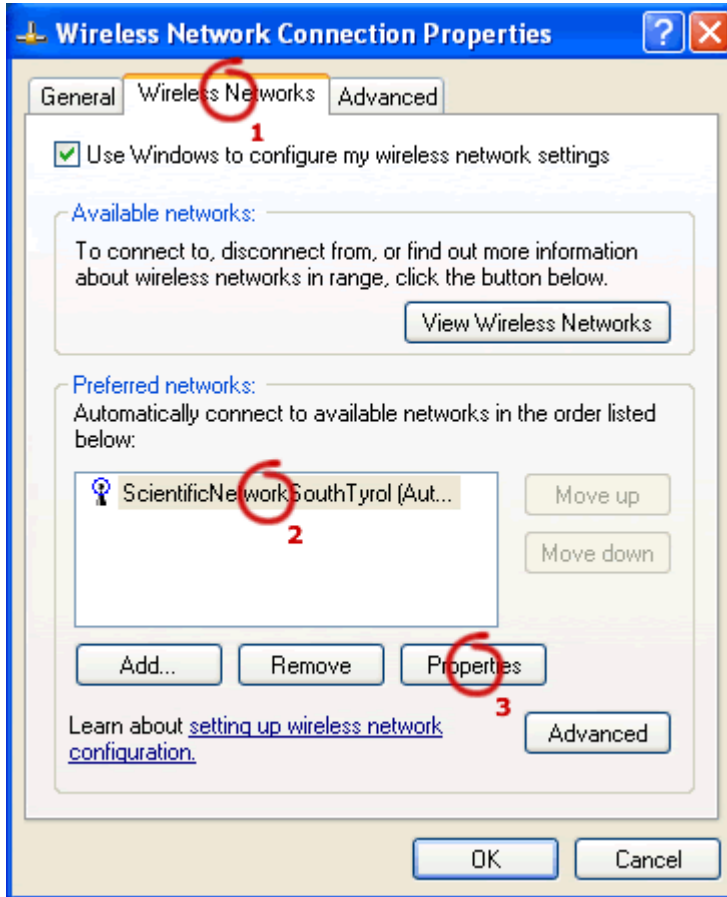 Wireless Network Connection Properties
General
Wireless Networks
Advanced
1
Use Windows to configure my wireless network settings
Available networks:
To connect to, disconnect from, or find out more information
about wireless networks in range, click the button below.
View Wireless Networks
Preferred networks:
Automatically connect to available networks in the order listed
below:
ScientificNetworkSouthTyrol (Aut...
2
Move up
Move down
Add...
Remove
Properties
3
Learn about setting up wireless network
configuration.
Advanced
OK
Cancel